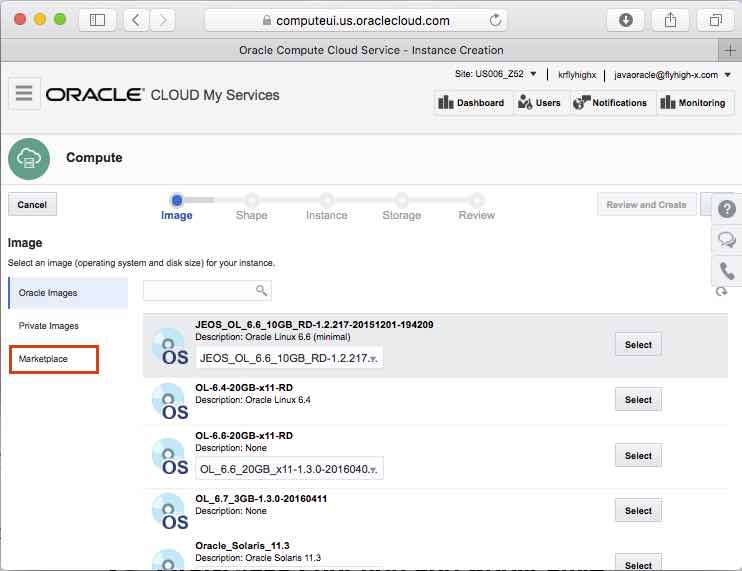 computeui.us.oraclecloud.com
Oracle Compute Cloud Service - Instance Creation
Site: US006_Z52 krflyhighx javaoracle@flyhigh-x.com
ORACLE CLOUD My Services
Dashboard Users Notifications Monitoring
Compute
Cancel Image Shape Instance Storage Review Review and Create
Image
Select an image (operating system and disk size) for your instance.
Oracle Images
Private Images
Marketplace
JEOS_OL_6.6_10GB_RD-1.2.217-20151201-194209
Description: Oracle Linux 6.6 (minimal)
OS JEOS_OL_6.6_10GB_RD-1.2.217... Select
OL-6.4-20GB-x11-RD
Description: Oracle Linux 6.4
OS Select
OL-6.6-20GB-x11-RD
Description: None
OS OL_6.6_20GB_x11-1.3.0-2016040... Select
OL_6.7_3GB-1.3.0-20160411
Description: None
OS Select
Oracle_Solaris_11.3
Description: Oracle Solaris 11.3
OS Select